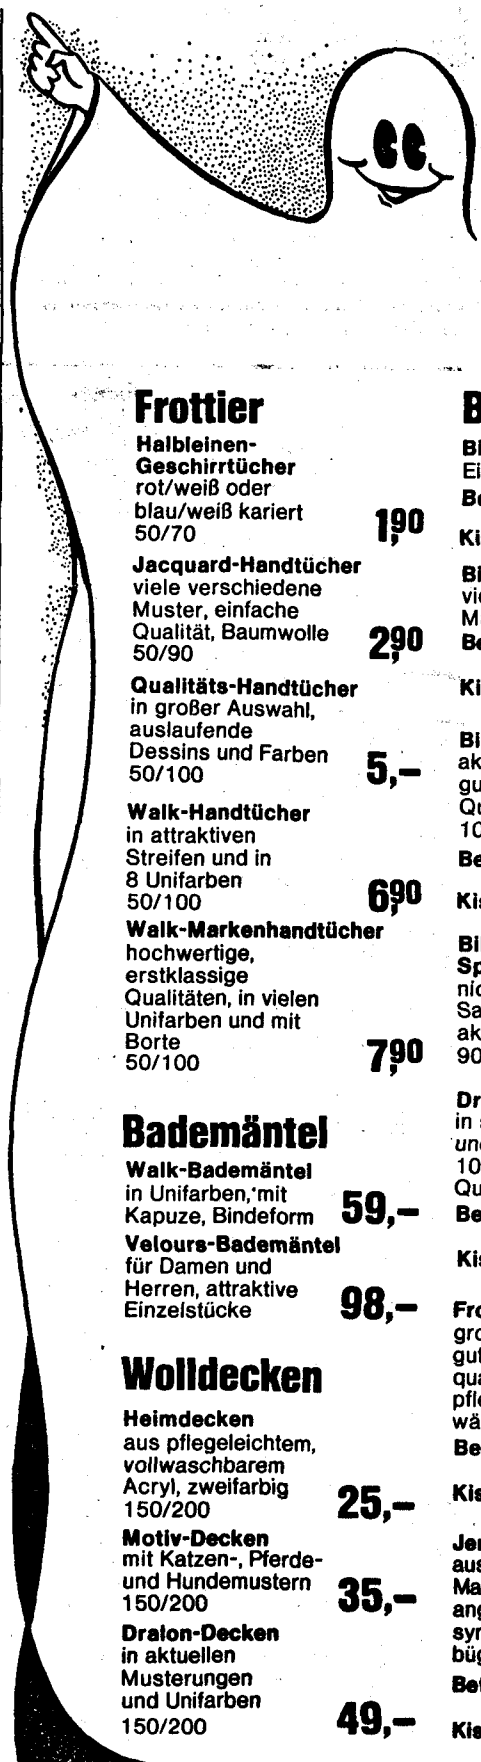 Frottier
Halbleinen-
Geschirrtücher
rot/weiß oder
blau/weiß kariert
50/70 1,90
Jacquard-Handtücher
viele verschiedene
Muster, einfache
Qualität, Baumwolle
50/90 2,90
Qualitäts-Handtücher
in großer Auswahl,
auslaufende
Dessins und Farben
50/100 5,–
Walk-Handtücher
in attraktiven
Streifen und in
8 Unifarben
50/100 6,90
Walk-Markenhandtücher
hochwertige,
erstklassige
Qualitäten, in vielen
Unifarben und mit
Borte
50/100 7,90
Bademäntel
Walk-Bademäntel
in Unifarben, mit
Kapuze, Bindeform 59,–
Velours-Bademäntel
für Damen und
Herren, attraktive
Einzelstücke 98,–
Wolldecken
Heimdecken
aus pflegeleichtem,
vollwaschbarem
Acryl, zweifarbig
150/200 25,–
Motiv-Decken
mit Katzen-, Pferde-
und Hundemustern
150/200 35,–
Dralon-Decken
in aktuellen
Musterungen
und Unifarben
150/200 49,–